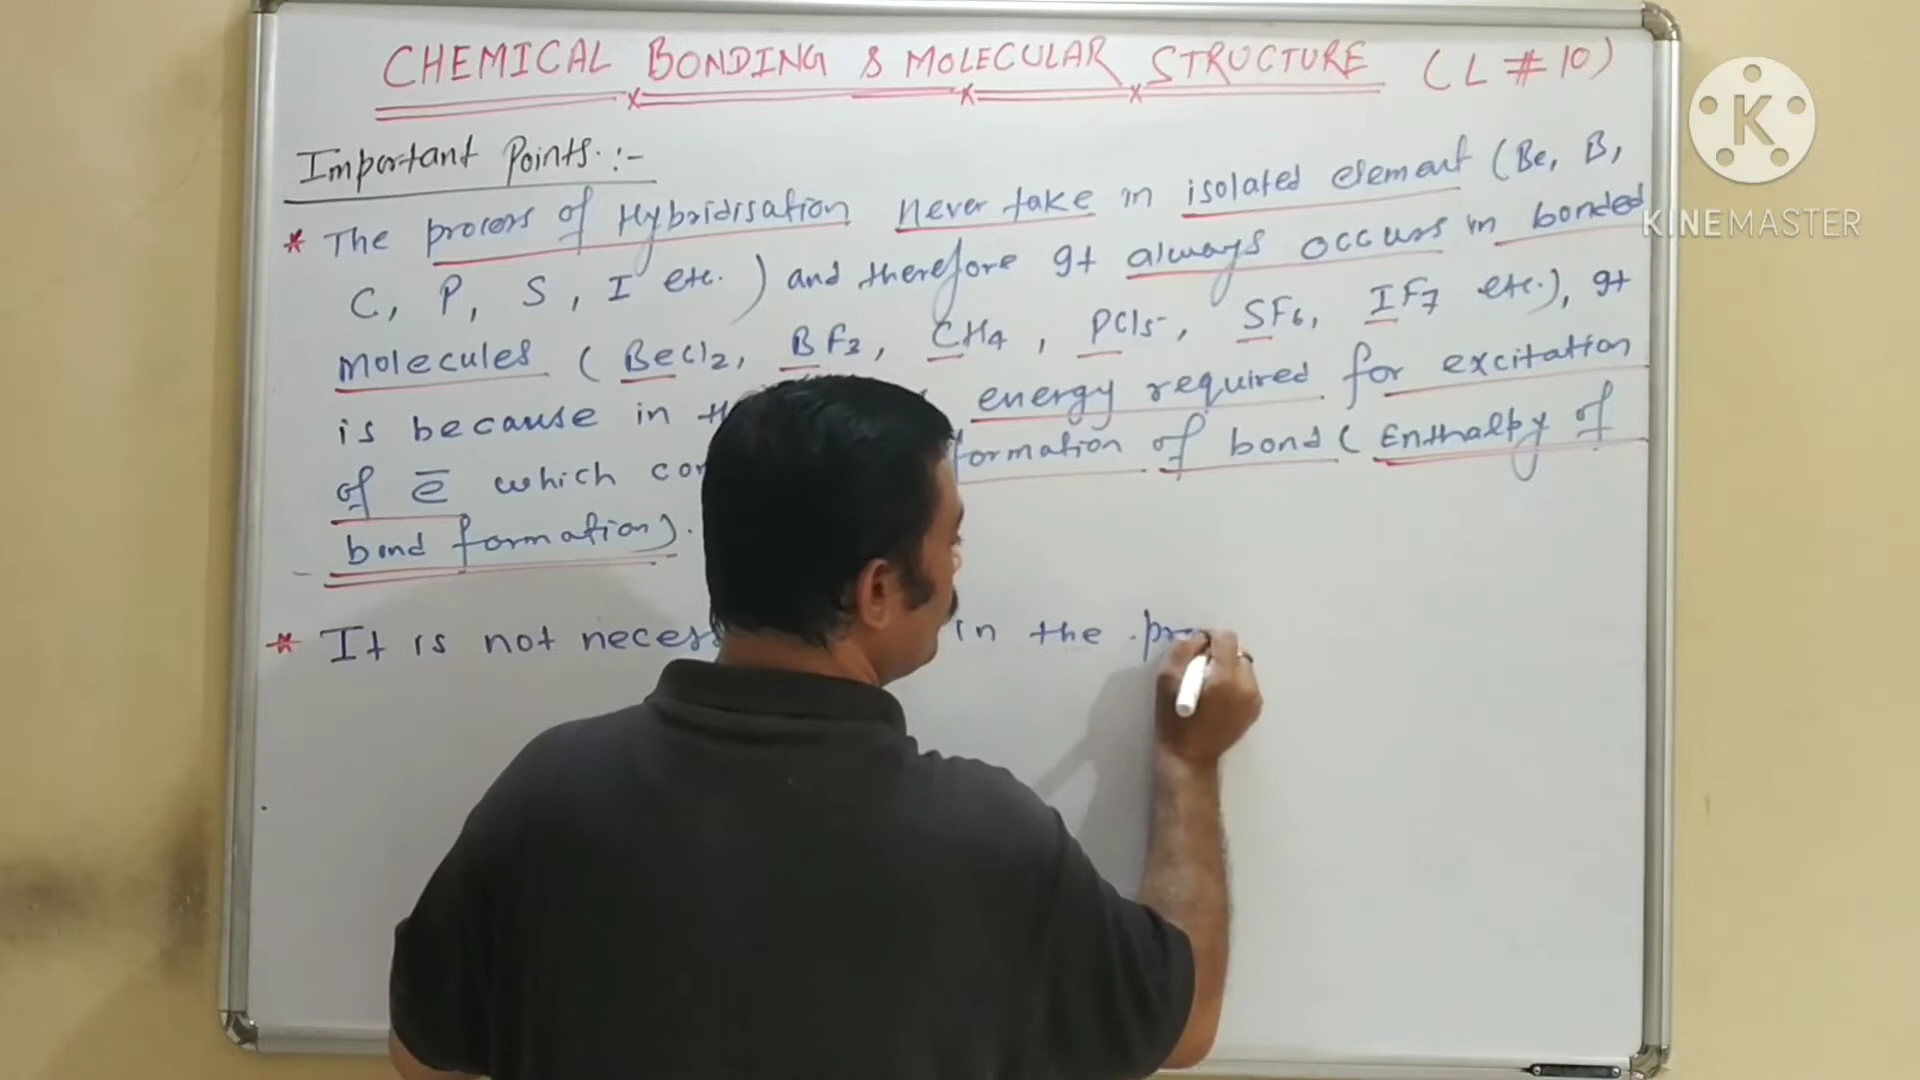 CHEMICAL BONDING & MOLECULAR STRUCTURE (L # 10)
Important Points :-
* The process of Hybridisation never take in isolated element (Be, B,
C, P, S, I etc.) and therefore It always occurs in bonded
molecules (BeCl2, BF3, CH4, PCl5, SF6, IF7 etc.), It
is because in energy required for excitation
of e̅ which formation of bond (Enthalpy of
bond formation).
* It is not in the
K
KINEMASTER